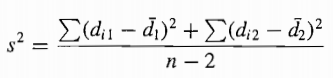 s² = (∑(dᵢ₁ − d̄₁)² + ∑(dᵢ₂ − d̄₂)²) / (n − 2)